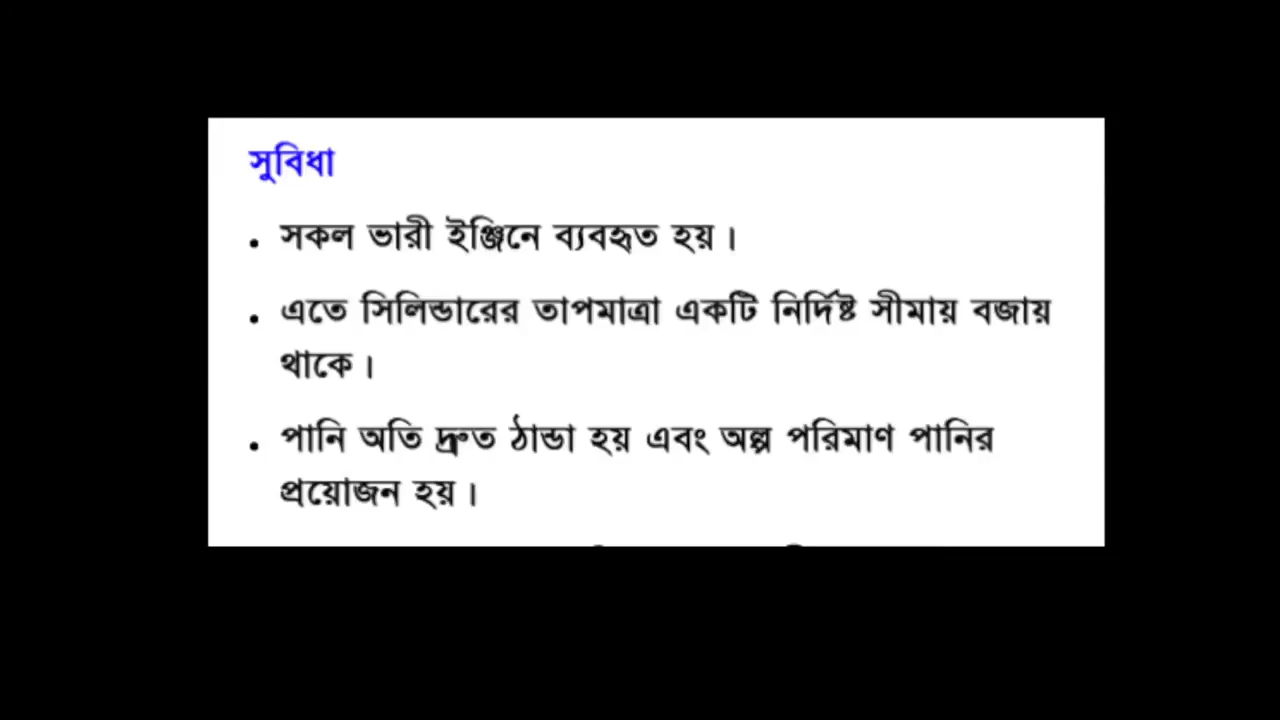 সুবিধা
• সকল ভারী ইঞ্জিনে ব্যবহৃত হয়।
• এতে সিলিন্ডারের তাপমাত্রা একটি নির্দিষ্ট সীমায় বজায়
থাকে।
• পানি অতি দ্রুত ঠান্ডা হয় এবং অল্প পরিমাণ পানির
প্রয়োজন হয়।